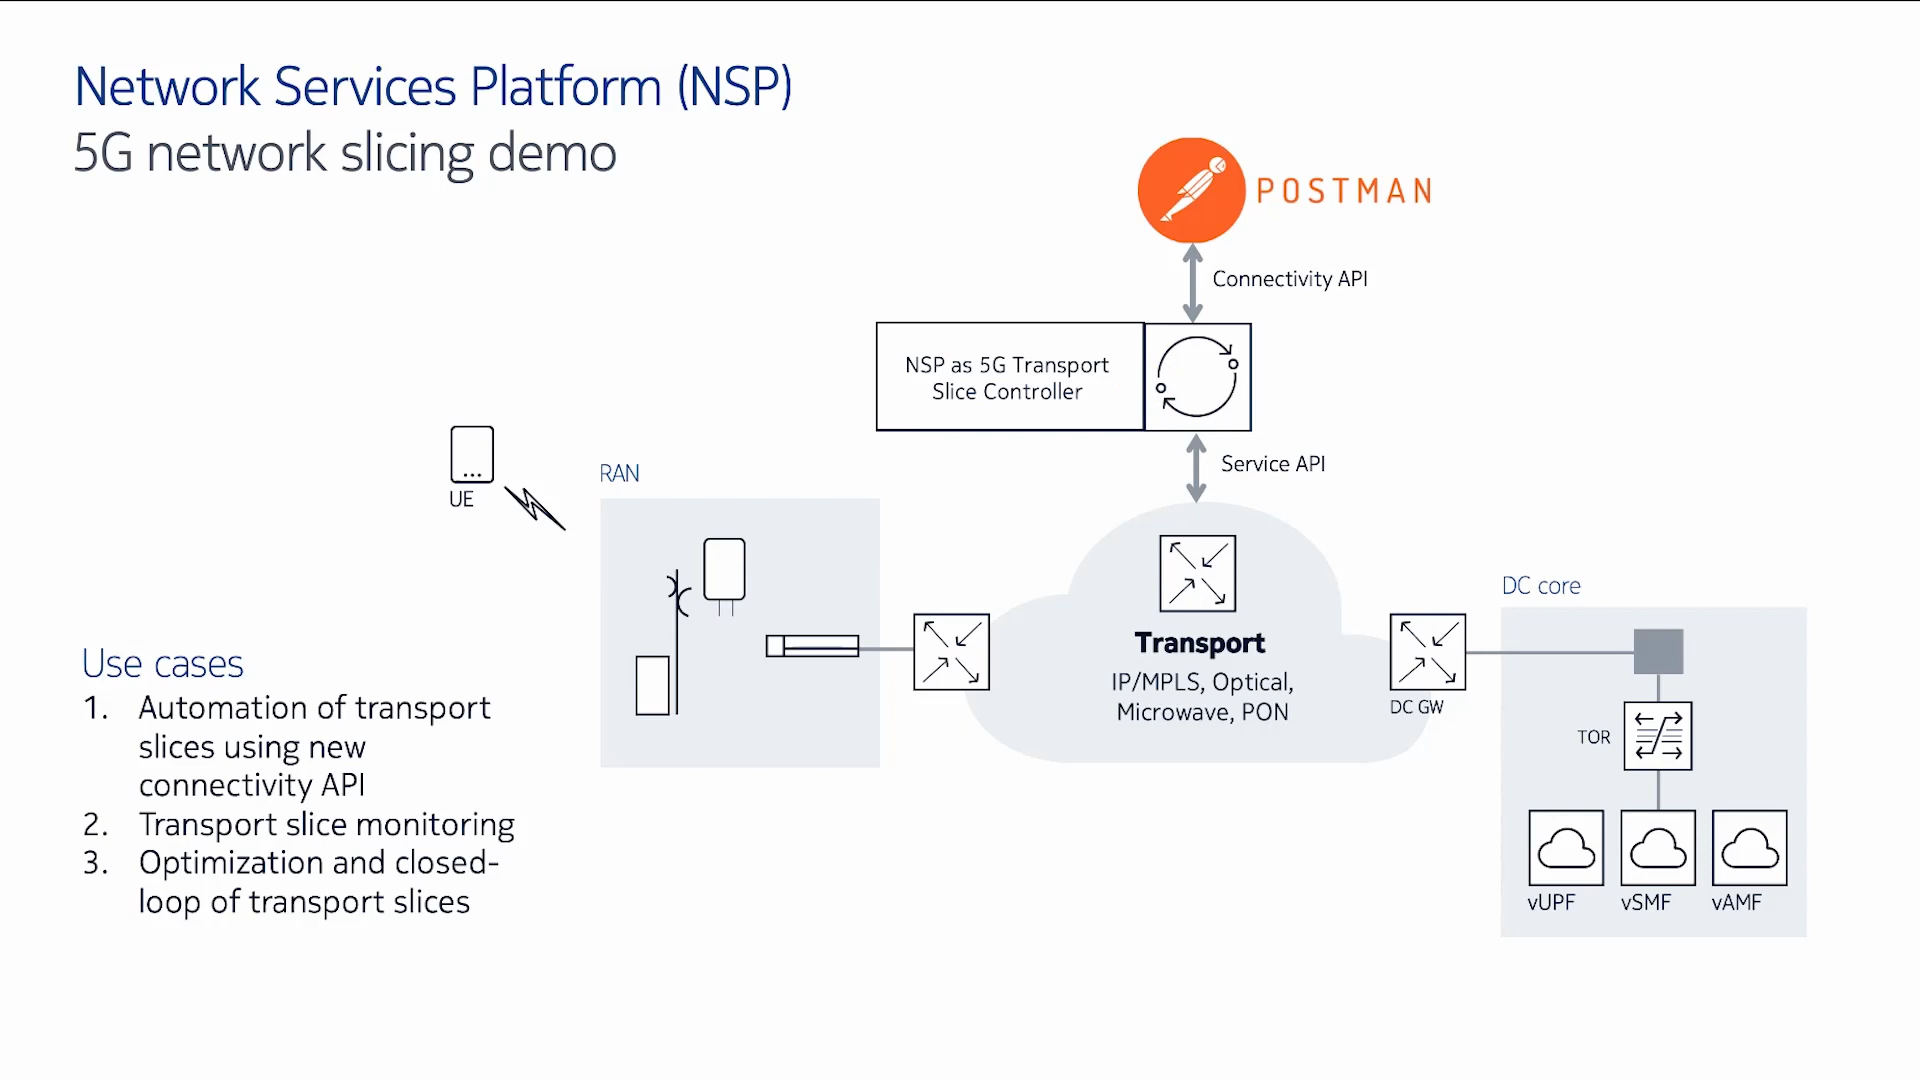 Network Services Platform (NSP)
5G network slicing demo
POSTMAN
Connectivity API
NSP as 5G Transport
Slice Controller
Service API
UE
RAN
Transport
IP/MPLS, Optical,
Microwave, PON
DC GW
DC core
TOR
vUPF
vSMF
vAMF
Use cases
1. Automation of transport
slices using new
connectivity API
2. Transport slice monitoring
3. Optimization and closed-
loop of transport slices